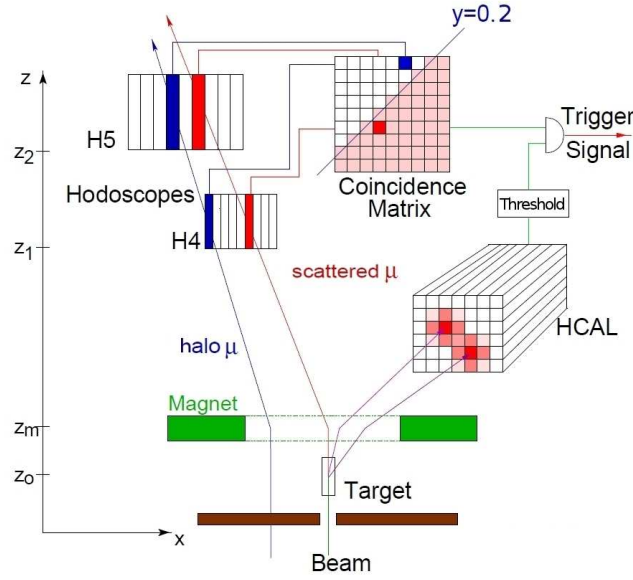 y=0.2
z
H5
Trigger
Signal
z2
Coincidence
Matrix
Hodoscopes
Threshold
H4
z1
scattered μ
HCAL
halo μ
Magnet
zm
zo
Target
x
Beam